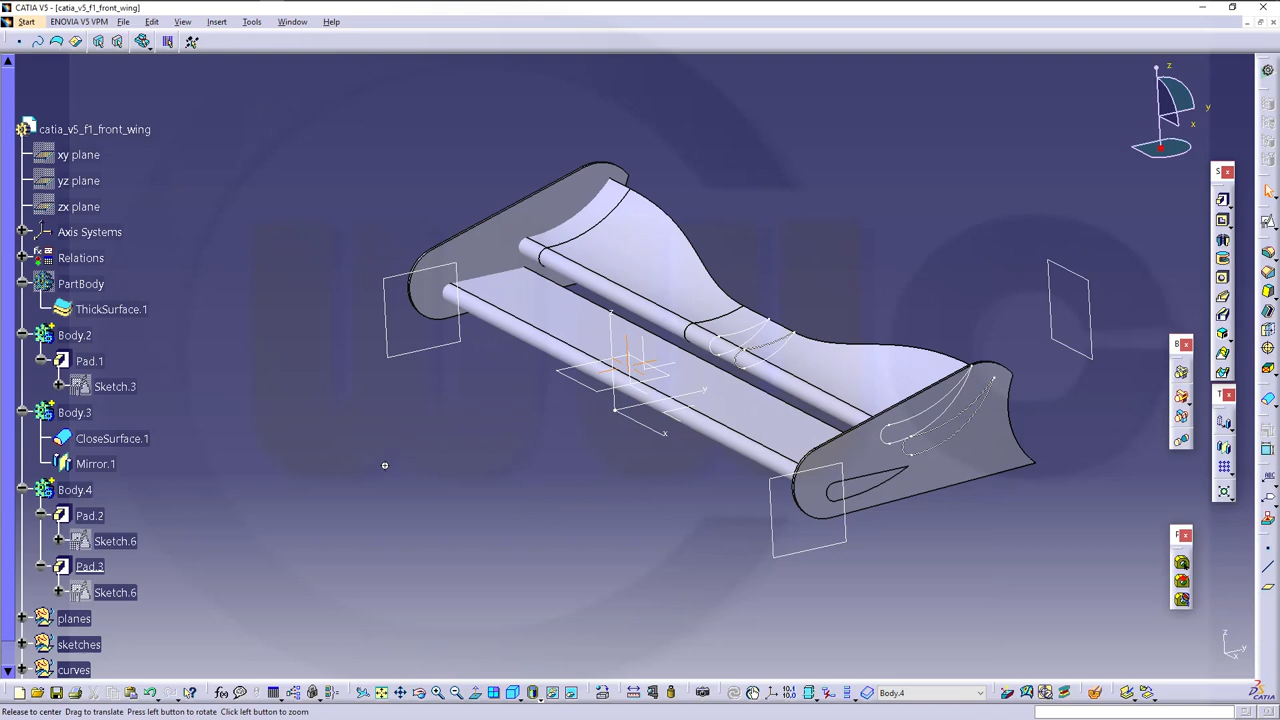 CATIA V5 - [catia_v5_f1_front_wing]
Start
ENOVIA V5 VPM
File
Edit
View
Insert
Tools
Window
Help
catia_v5_f1_front_wing
xy plane
yz plane
zx plane
Axis Systems
Relations
PartBody
ThickSurface.1
Body.2
Pad.1
Sketch.3
Body.3
CloseSurface.1
Mirror.1
Body.4
Pad.2
Sketch.6
Pad.3
Sketch.6
planes
sketches
curves
z
y
x
z
y
x
S
B
T
F
z
y
x
Body.4
CATIA
Release to center Drag to translate Press left button to rotate Click left button to zoom